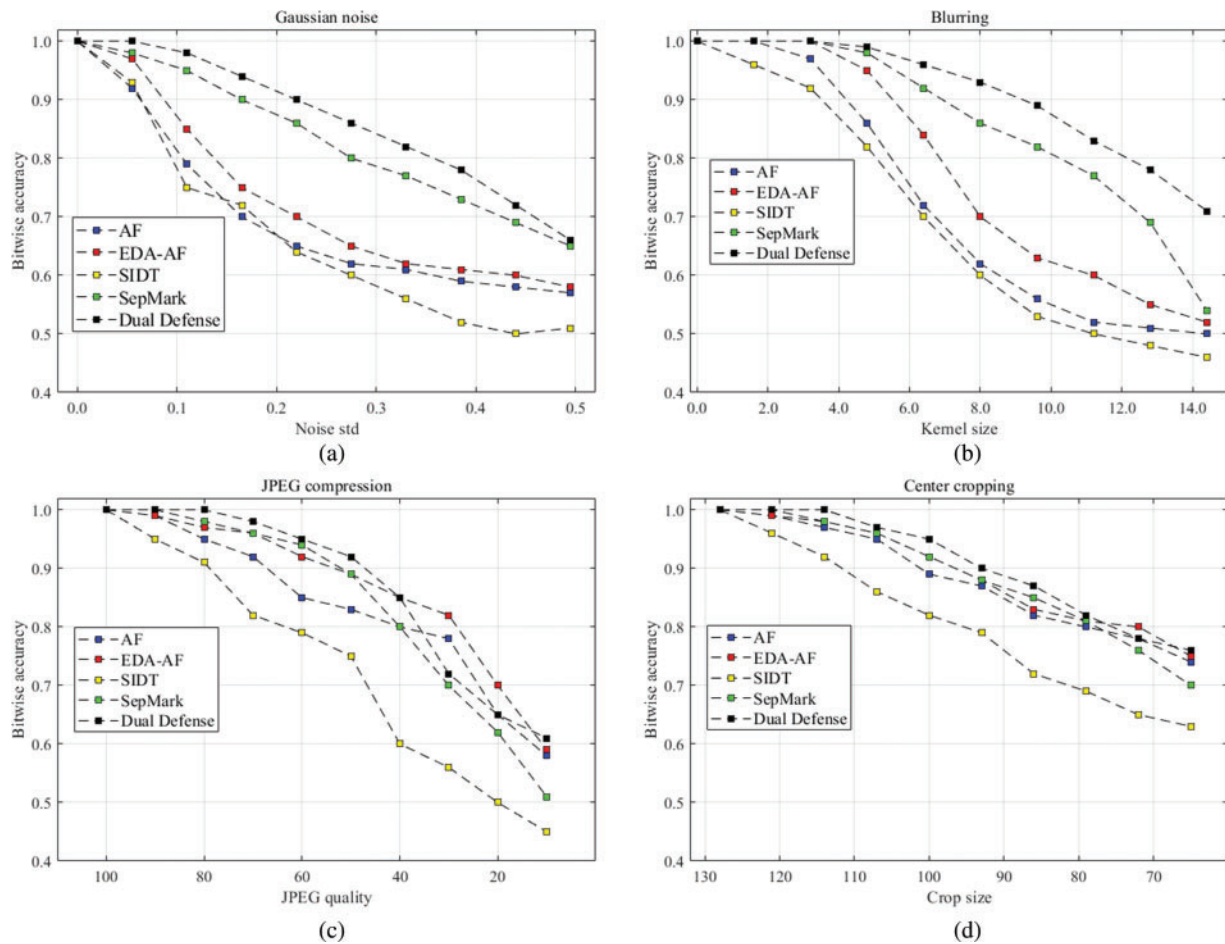 Gaussian noise
1.0
0.9
0.8
0.7
0.6
0.5
0.4
Bitwise accuracy
AF
EDA-AF
SIDT
SepMark
Dual Defense
0.0 0.1 0.2 0.3 0.4 0.5
Noise std
(a)
Blurring
1.0
0.9
0.8
0.7
0.6
0.5
0.4
Bitwise accuracy
AF
EDA-AF
SIDT
SepMark
Dual Defense
0.0 2.0 4.0 6.0 8.0 10.0 12.0 14.0
Kernel size
(b)
JPEG compression
1.0
0.9
0.8
0.7
0.6
0.5
0.4
Bitwise accuracy
AF
EDA-AF
SIDT
SepMark
Dual Defense
100 80 60 40 20
JPEG quality
(c)
Center cropping
1.0
0.9
0.8
0.7
0.6
0.5
0.4
Bitwise accuracy
AF
EDA-AF
SIDT
SepMark
Dual Defense
130 120 110 100 90 80 70
Crop size
(d)